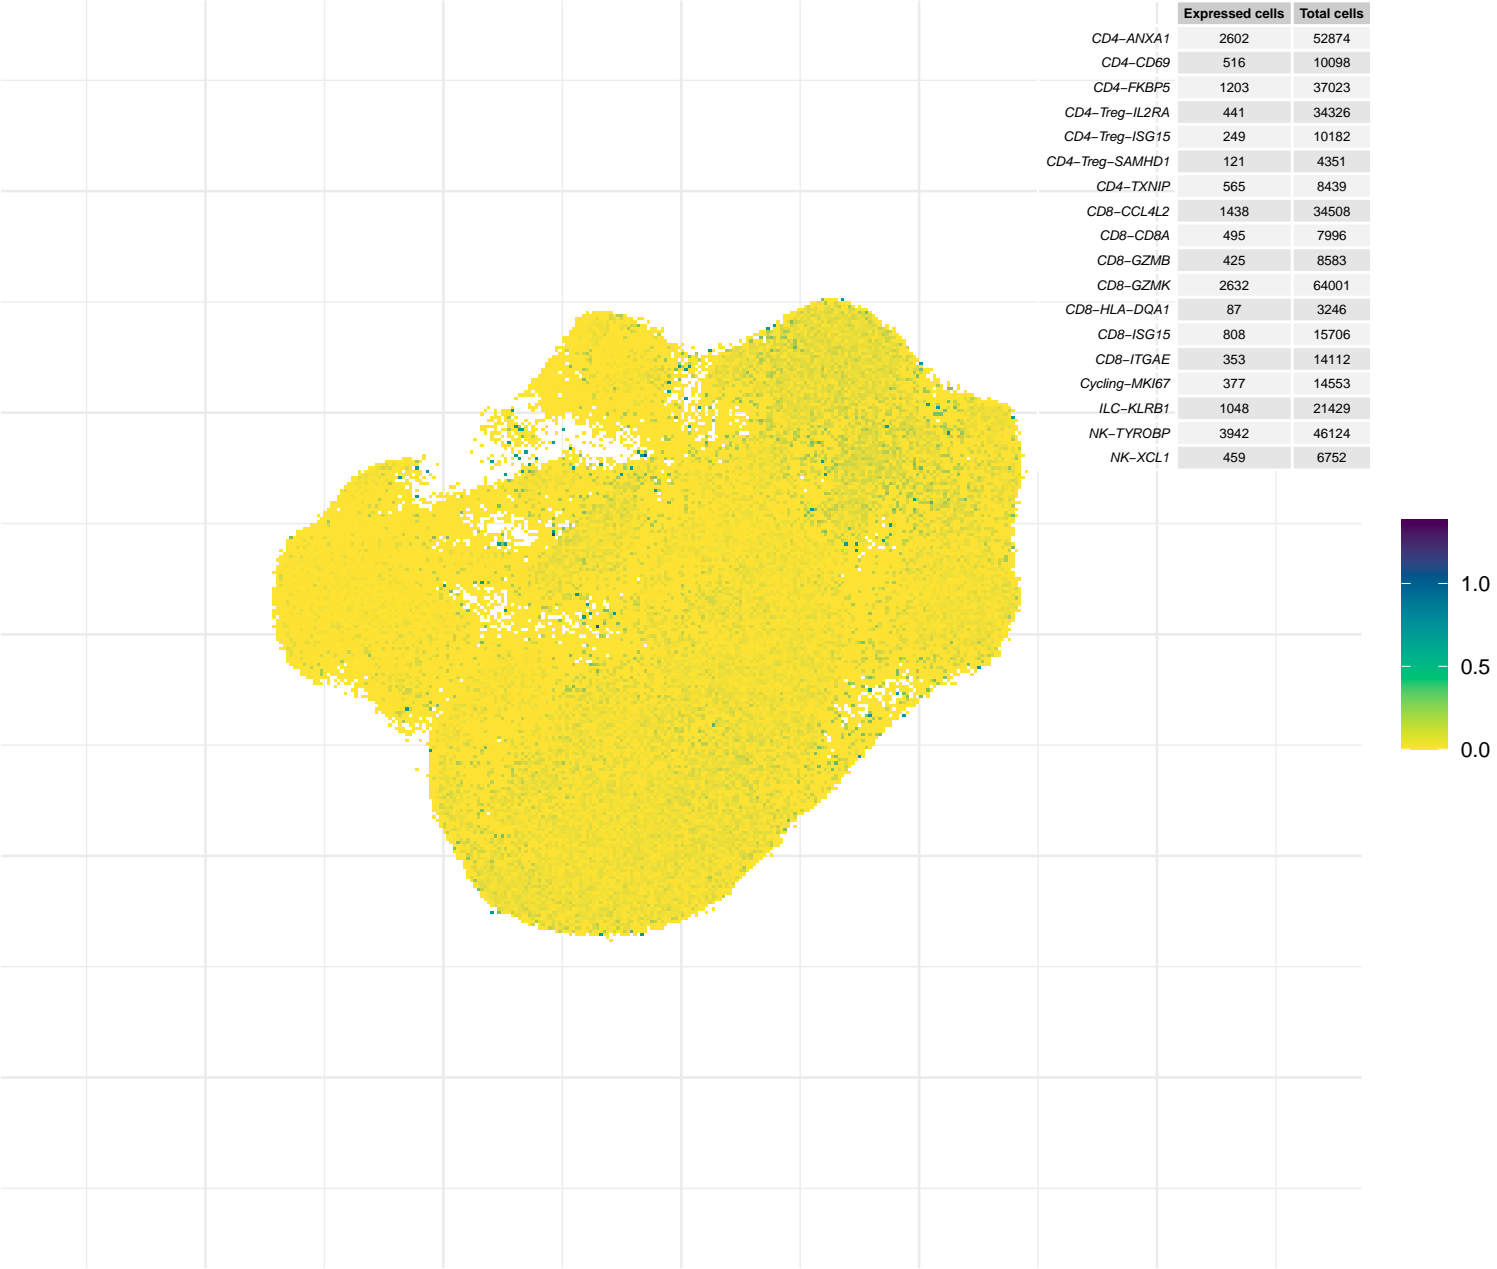 Expressed cells Total cells
CD4−ANXA1 2602 52874
CD4−CD69 516 10098
CD4−FKBP5 1203 37023
CD4−Treg−IL2RA 441 34326
CD4−Treg−ISG15 249 10182
CD4−Treg−SAMHD1 121 4351
CD4−TXNIP 565 8439
CD8−CCL4L2 1438 34508
CD8−CD8A 495 7996
CD8−GZMB 425 8583
CD8−GZMK 2632 64001
CD8−HLA−DQA1 87 3246
CD8−ISG15 808 15706
CD8−ITGAE 353 14112
Cycling−MKI67 377 14553
ILC−KLRB1 1048 21429
NK−TYROBP 3942 46124
NK−XCL1 459 6752
1.0
0.5
0.0